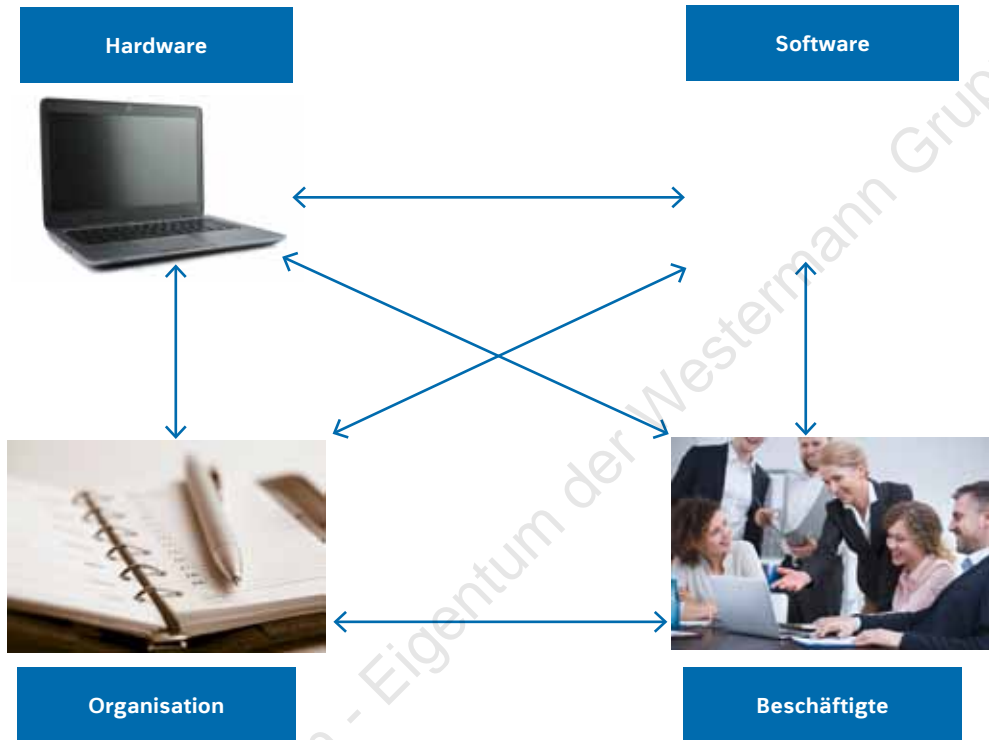 Hardware
Software
Organisation
Beschäftigte
- Eigentum der Westermann